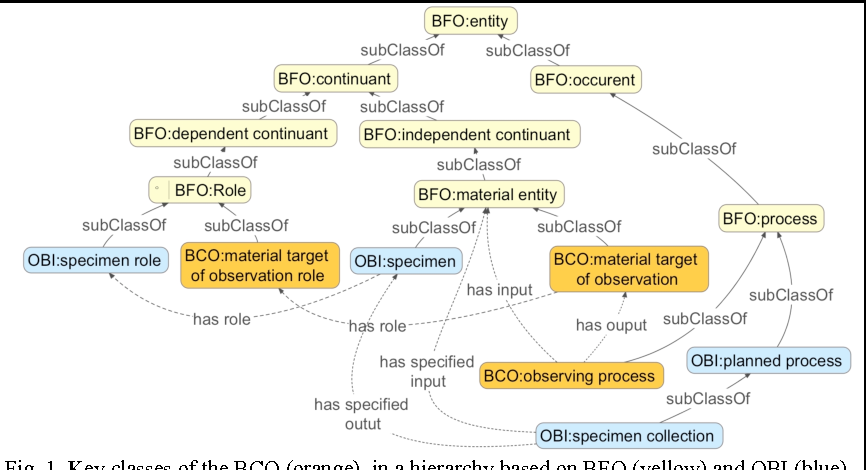 BFO:entity
subClassOf
subClassOf
BFO:continuant
BFO:occurent
subClassOf
subClassOf
BFO:dependent continuant
BFO:independent continuant
subClassOf
subClassOf
subClassOf
BFO:Role
BFO:material entity
BFO:process
subClassOf
subClassOf
subClassOf
subClassOf
OBI:specimen role
BCO:material target
of observation role
OBI:specimen
BCO:material target
of observation
has input
subClassOf
has role
has role
has ouput
subClassOf
has specified
input
OBI:planned process
BCO:observing process
subClassOf
has specified
outut
OBI:specimen collection
Fig. 1. Key classes of the BCO (orange), in a hierarchy based on BFO (yellow) and OBI (blue).